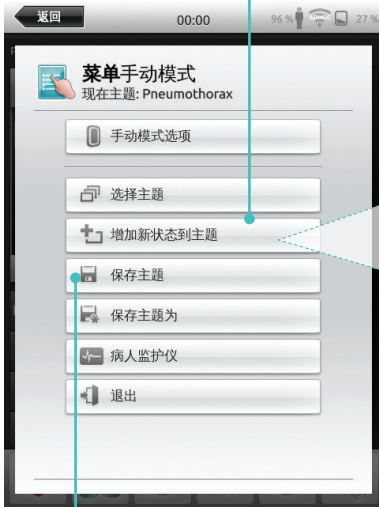 返回
00:00
96 %
ADHOC
27 %
菜单手动模式
现在主题: Pneumothorax
手动模式选项
选择主题
增加新状态到主题
保存主题
保存主题为
病人监护仪
退出